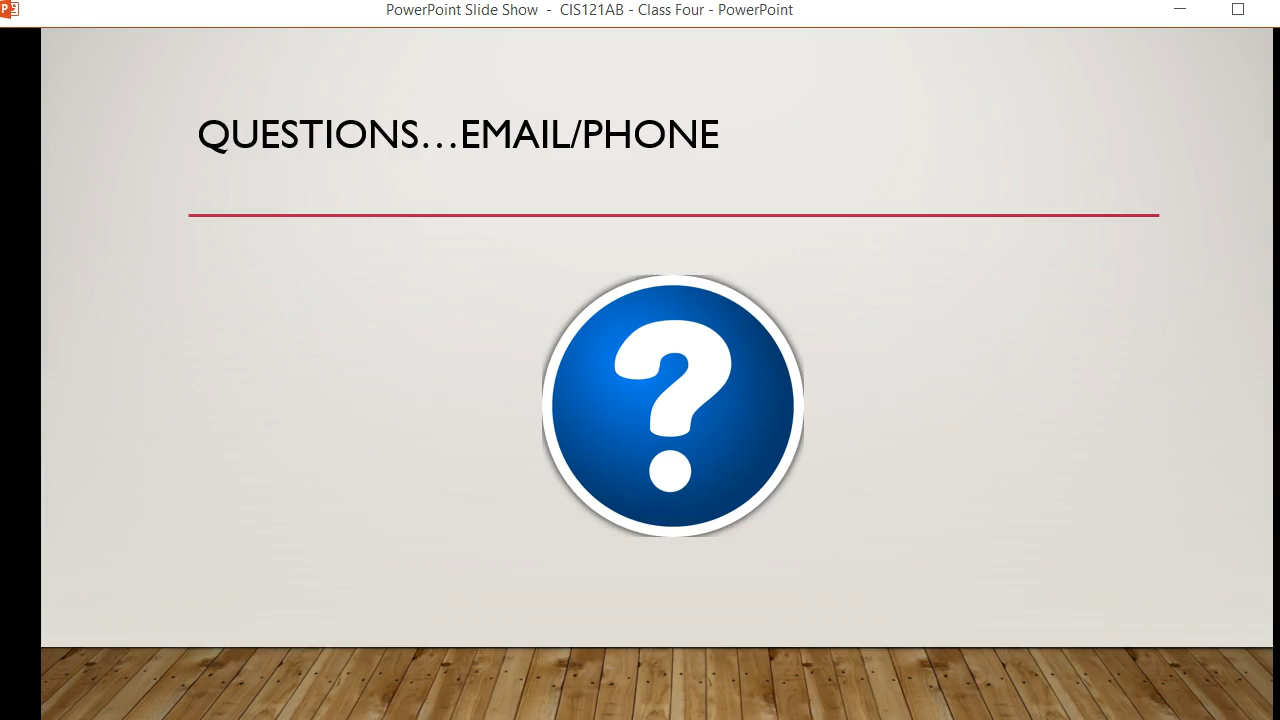 PowerPoint Slide Show - CIS121AB - Class Four - PowerPoint
QUESTIONS…EMAIL/PHONE
?